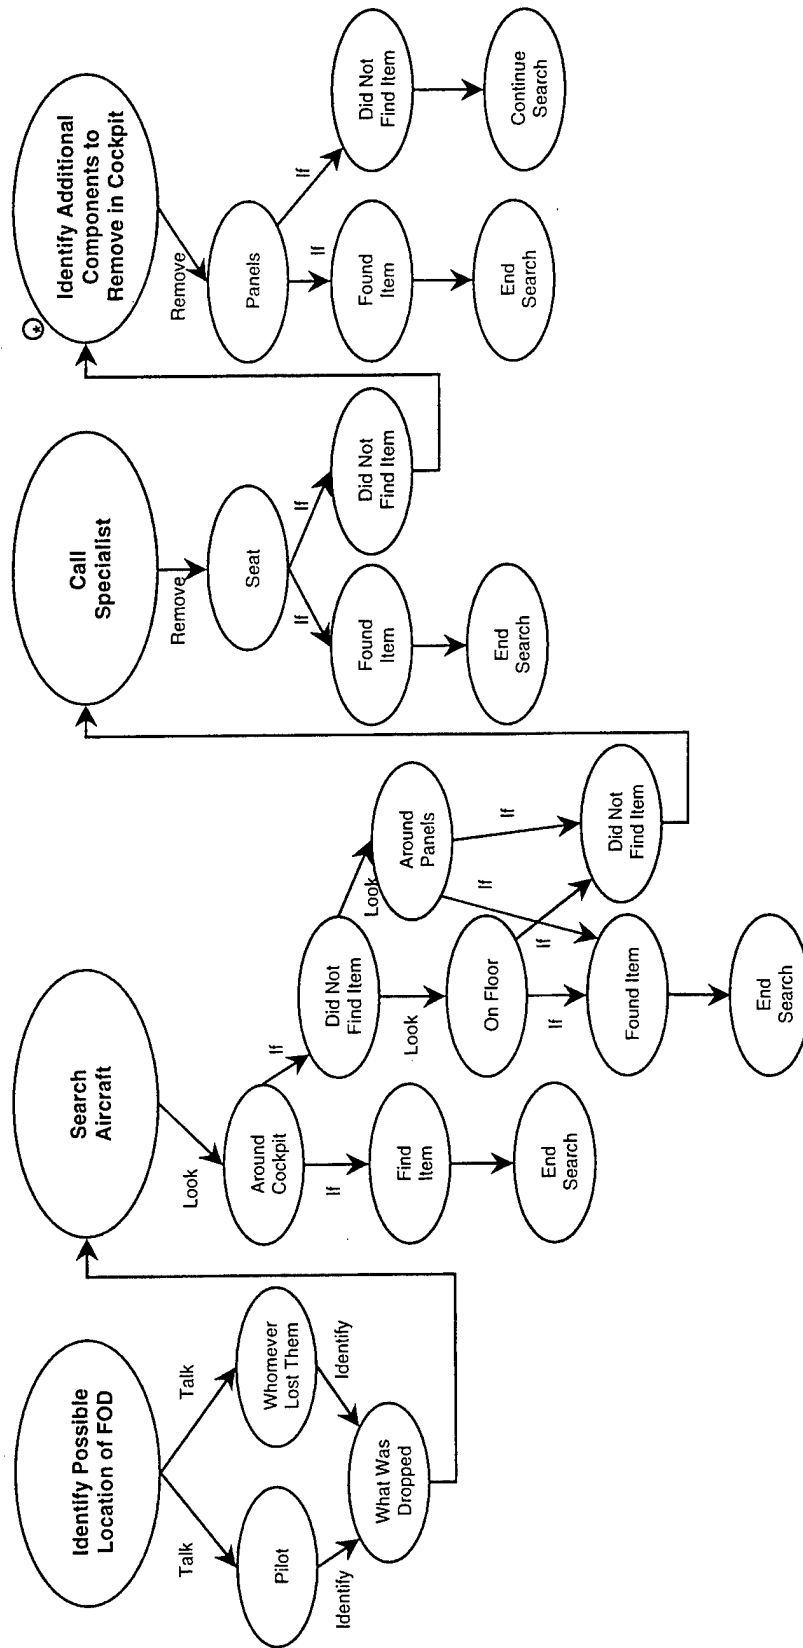 Identify Possible
Location of FOD
Talk
Talk
Pilot
Whomever
Lost Them
Identify
Identify
What Was
Dropped
Search
Aircraft
Look
Around
Cockpit
If
If
Find
Item
End
Search
Did Not
Find Item
Look
Look
On Floor
Around
Panels
If
If
If
If
Found Item
Did Not
Find Item
End
Search
Call
Specialist
Remove
Seat
If
If
Found
Item
Did Not
Find Item
End
Search
*
Identify Additional
Components to
Remove in Cockpit
Remove
Panels
If
If
Found
Item
Did Not
Find Item
End
Search
Continue
Search